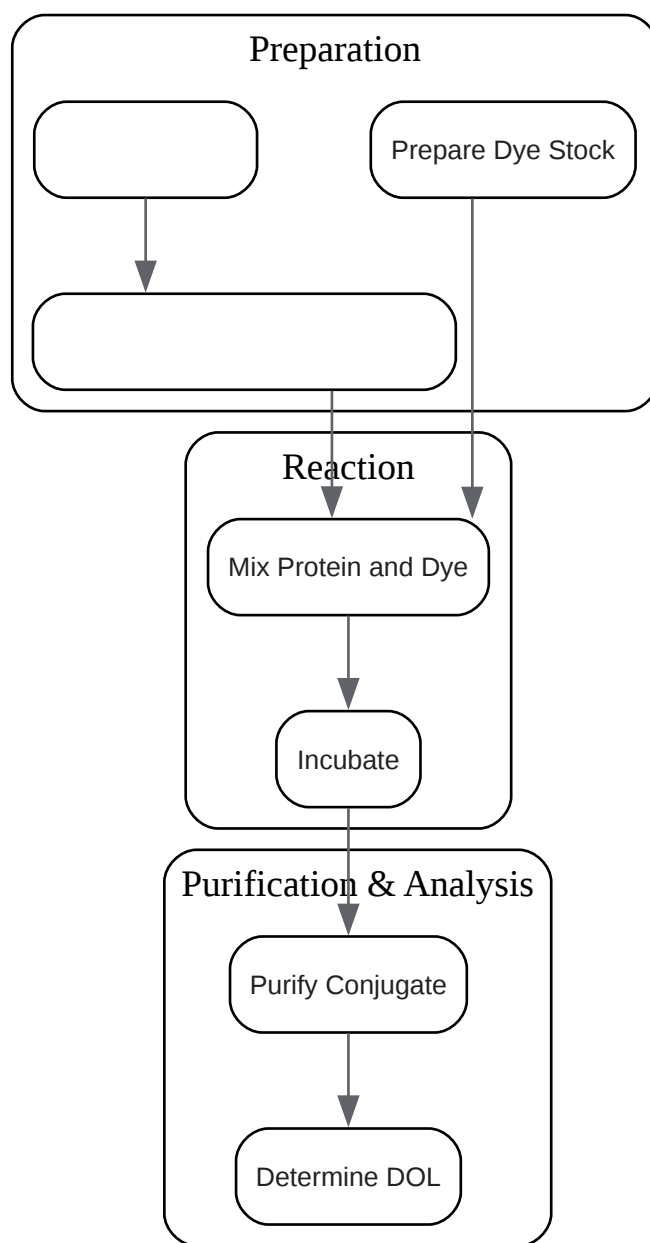 Preparation
Prepare Dye Stock
Reaction
Mix Protein and Dye
Incubate
Purification & Analysis
Purify Conjugate
Determine DOL